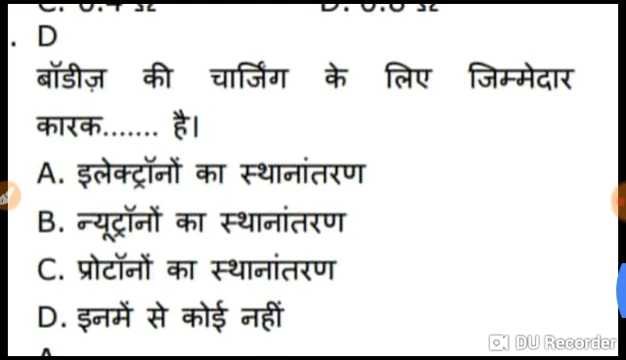 . D
बॉडीज़ की चार्जिंग के लिए जिम्मेदार
कारक....... है।
A. इलेक्ट्रॉनों का स्थानांतरण
B. न्यूट्रॉनों का स्थानांतरण
C. प्रोटॉनों का स्थानांतरण
D. इनमें से कोई नहीं
DU Recorder